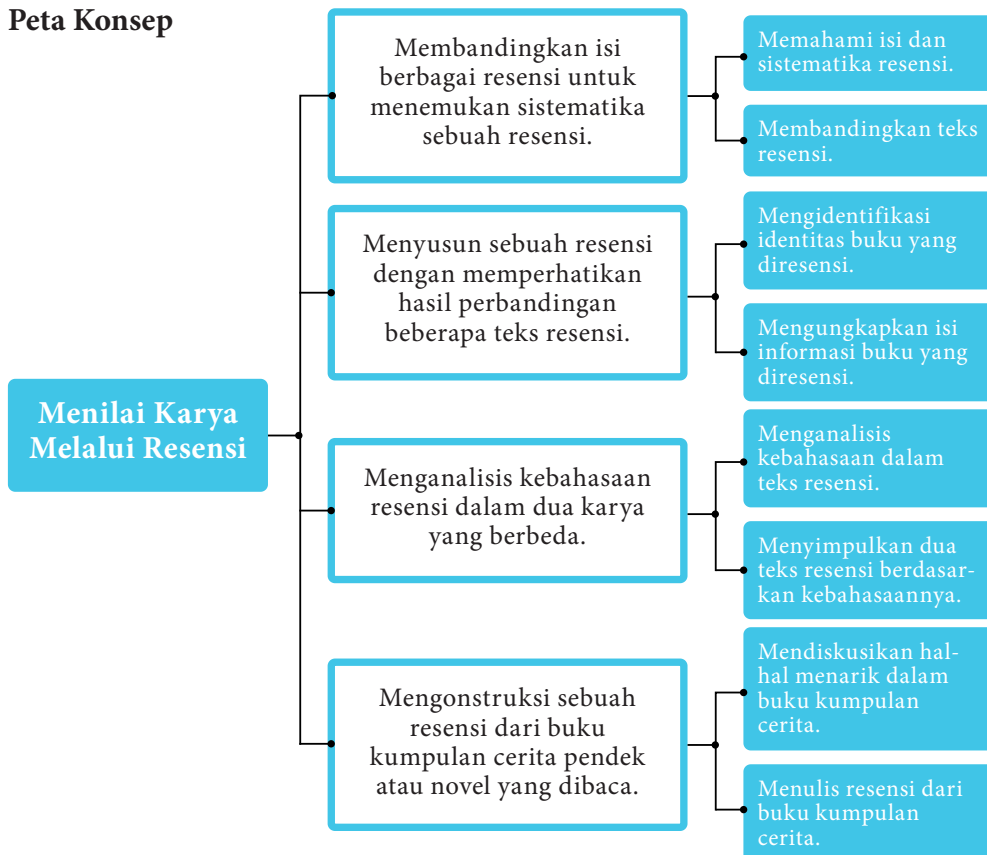 Peta Konsep
Menilai Karya
Melalui Resensi
Membandingkan isi
berbagai resensi untuk
menemukan sistematika
sebuah resensi.
Memahami isi dan
sistematika resensi.
Membandingkan teks
resensi.
Menyusun sebuah resensi
dengan memperhatikan
hasil perbandingan
beberapa teks resensi.
Mengidentifikasi
identitas buku yang
diresensi.
Mengungkapkan isi
informasi buku yang
diresensi.
Menganalisis kebahasaan
resensi dalam dua karya
yang berbeda.
Menganalisis
kebahasaan dalam
teks resensi.
Menyimpulkan dua
teks resensi berdasar-
kan kebahasaannya.
Mengonstruksi sebuah
resensi dari buku
kumpulan cerita pendek
atau novel yang dibaca.
Mendiskusikan hal-
hal menarik dalam
buku kumpulan
cerita.
Menulis resensi dari
buku kumpulan
cerita.